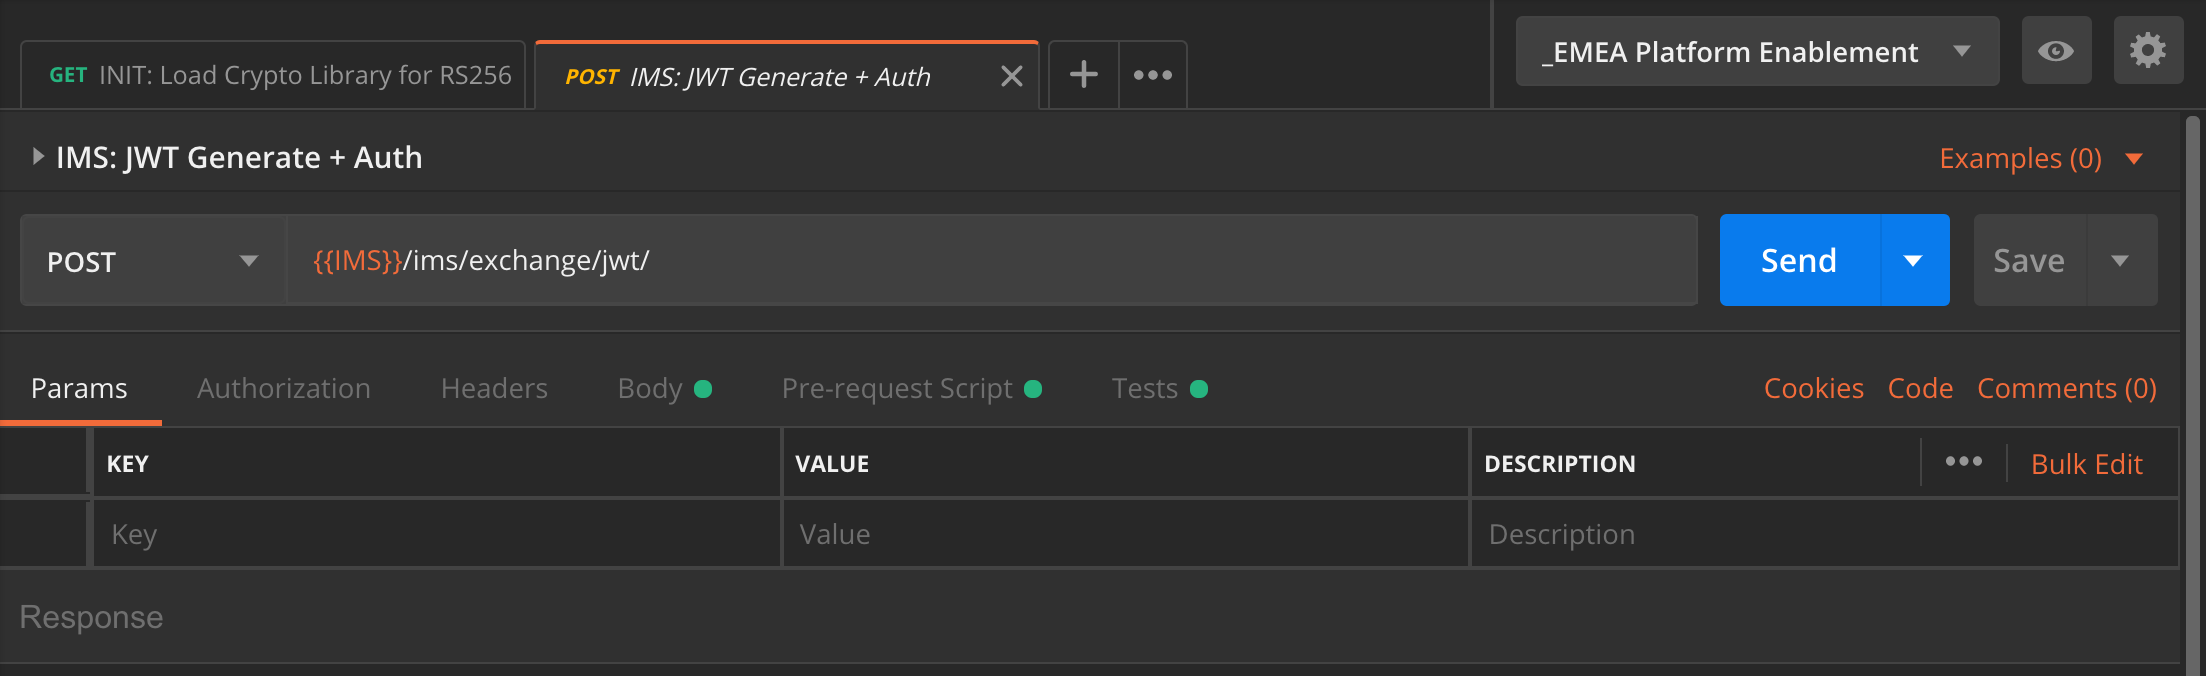 GET INIT: Load Crypto Library for RS256
POST IMS: JWT Generate + Auth
_EMEA Platform Enablement
IMS: JWT Generate + Auth
Examples (0)
POST {{IMS}}/ims/exchange/jwt/
Send
Save
Params Authorization Headers Body Pre-request Script Tests
Cookies Code Comments (0)
KEY VALUE DESCRIPTION Bulk Edit
Key Value Description
Response